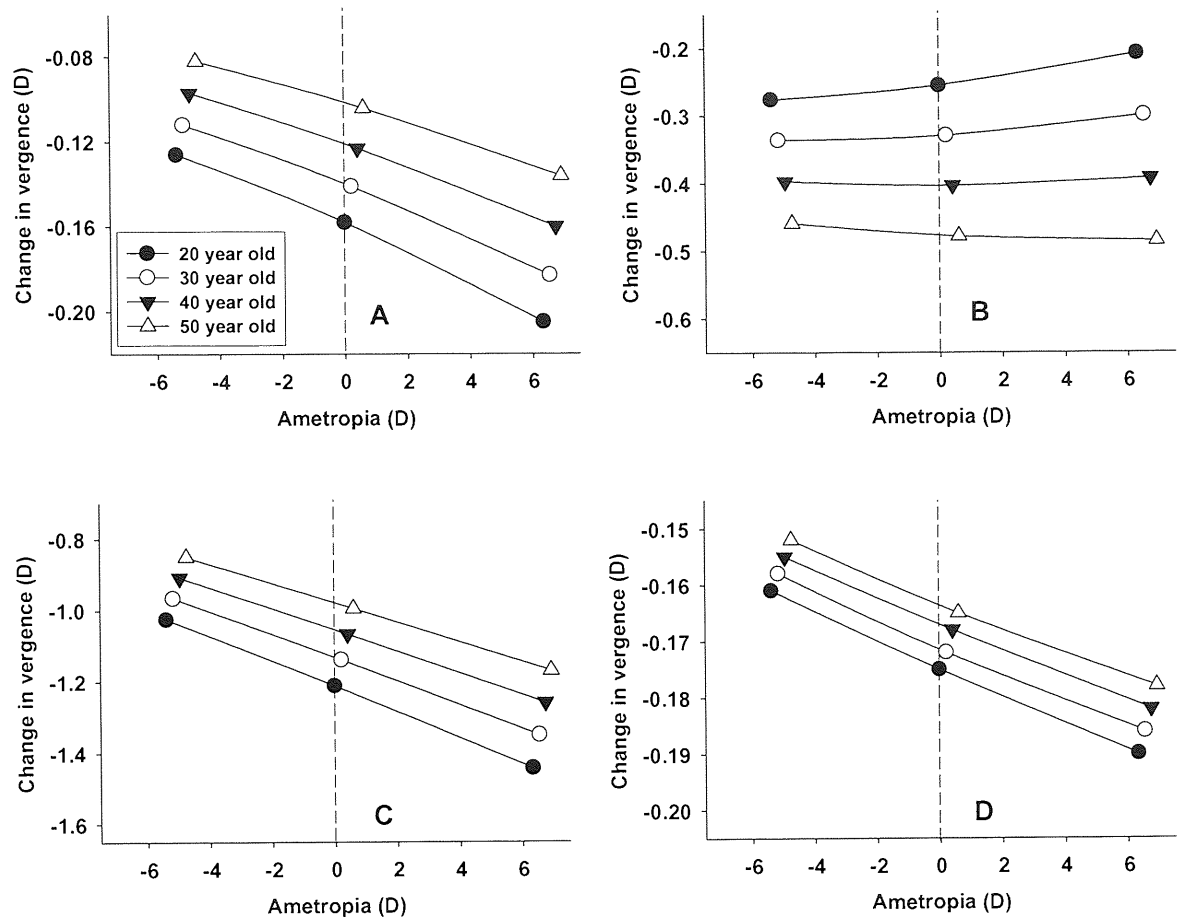 Change in vergence (D)
-0.08
-0.12
-0.16
-0.20
20 year old
30 year old
40 year old
50 year old
A
-6 -4 -2 0 2 4 6
Ametropia (D)
Change in vergence (D)
-0.2
-0.3
-0.4
-0.5
-0.6
B
-6 -4 -2 0 2 4 6
Ametropia (D)
Change in vergence (D)
-0.8
-1.0
-1.2
-1.4
-1.6
C
-6 -4 -2 0 2 4 6
Ametropia (D)
Change in vergence (D)
-0.15
-0.16
-0.17
-0.18
-0.19
-0.20
D
-6 -4 -2 0 2 4 6
Ametropia (D)